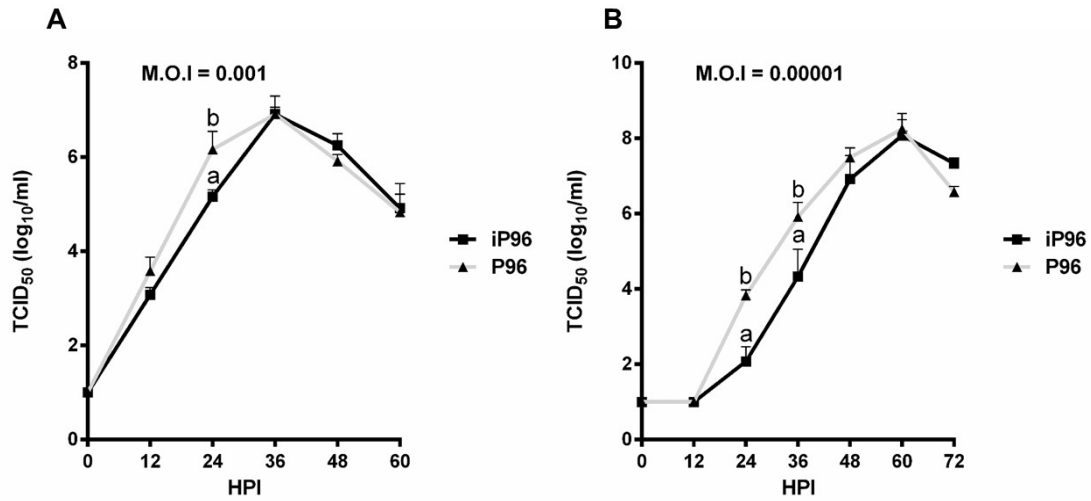 A
M.O.I = 0.001
TCID50 (log10/ml)
8
6
4
2
0
b
a
0 12 24 36 48 60
HPI
iP96
P96
B
M.O.I = 0.00001
TCID50 (log10/ml)
10
8
6
4
2
0
b
b
a
a
0 12 24 36 48 60 72
HPI
iP96
P96